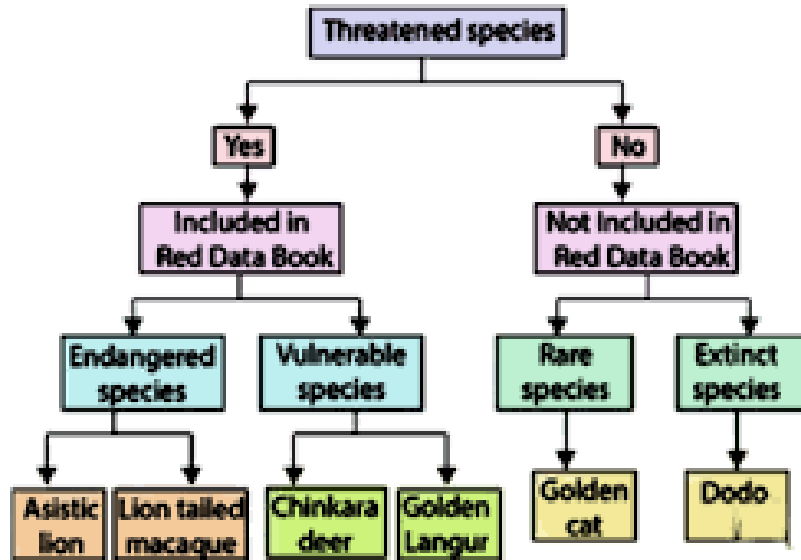 Threatened species
Yes
No
Included in
Red Data Book
Not Included in
Red Data Book
Endangered
species
Vulnerable
species
Rare
species
Extinct
species
Asistic
lion
Lion tailed
macaque
Chinkara
deer
Golden
Langur
Golden
cat
Dodo